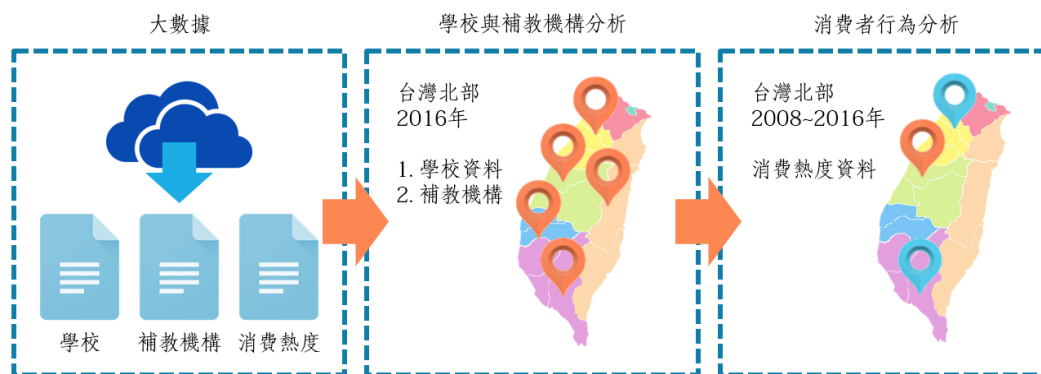 大數據
學校
補教機構
消費熱度
學校與補教機構分析
台灣北部
2016年
1. 學校資料
2. 補教機構
消費者行為分析
台灣北部
2008~2016年
消費熱度資料